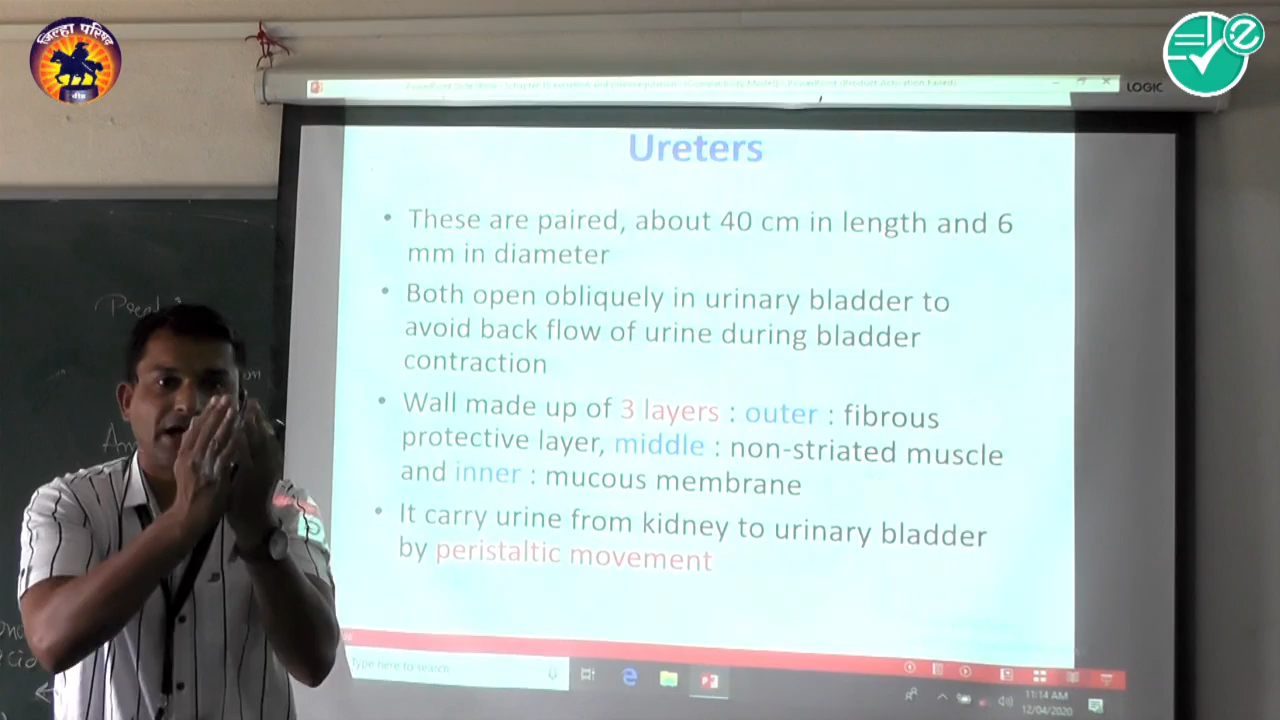 जिल्हा परिषद
बीड
LOGIC
Ureters
• These are paired, about 40 cm in length and 6
mm in diameter
• Both open obliquely in urinary bladder to
avoid back flow of urine during bladder
contraction
• Wall made up of 3 layers : outer : fibrous
protective layer, middle : non-striated muscle
and inner : mucous membrane
• It carry urine from kidney to urinary bladder
by peristaltic movement
Type here to search
11:14 AM
12/04/2020